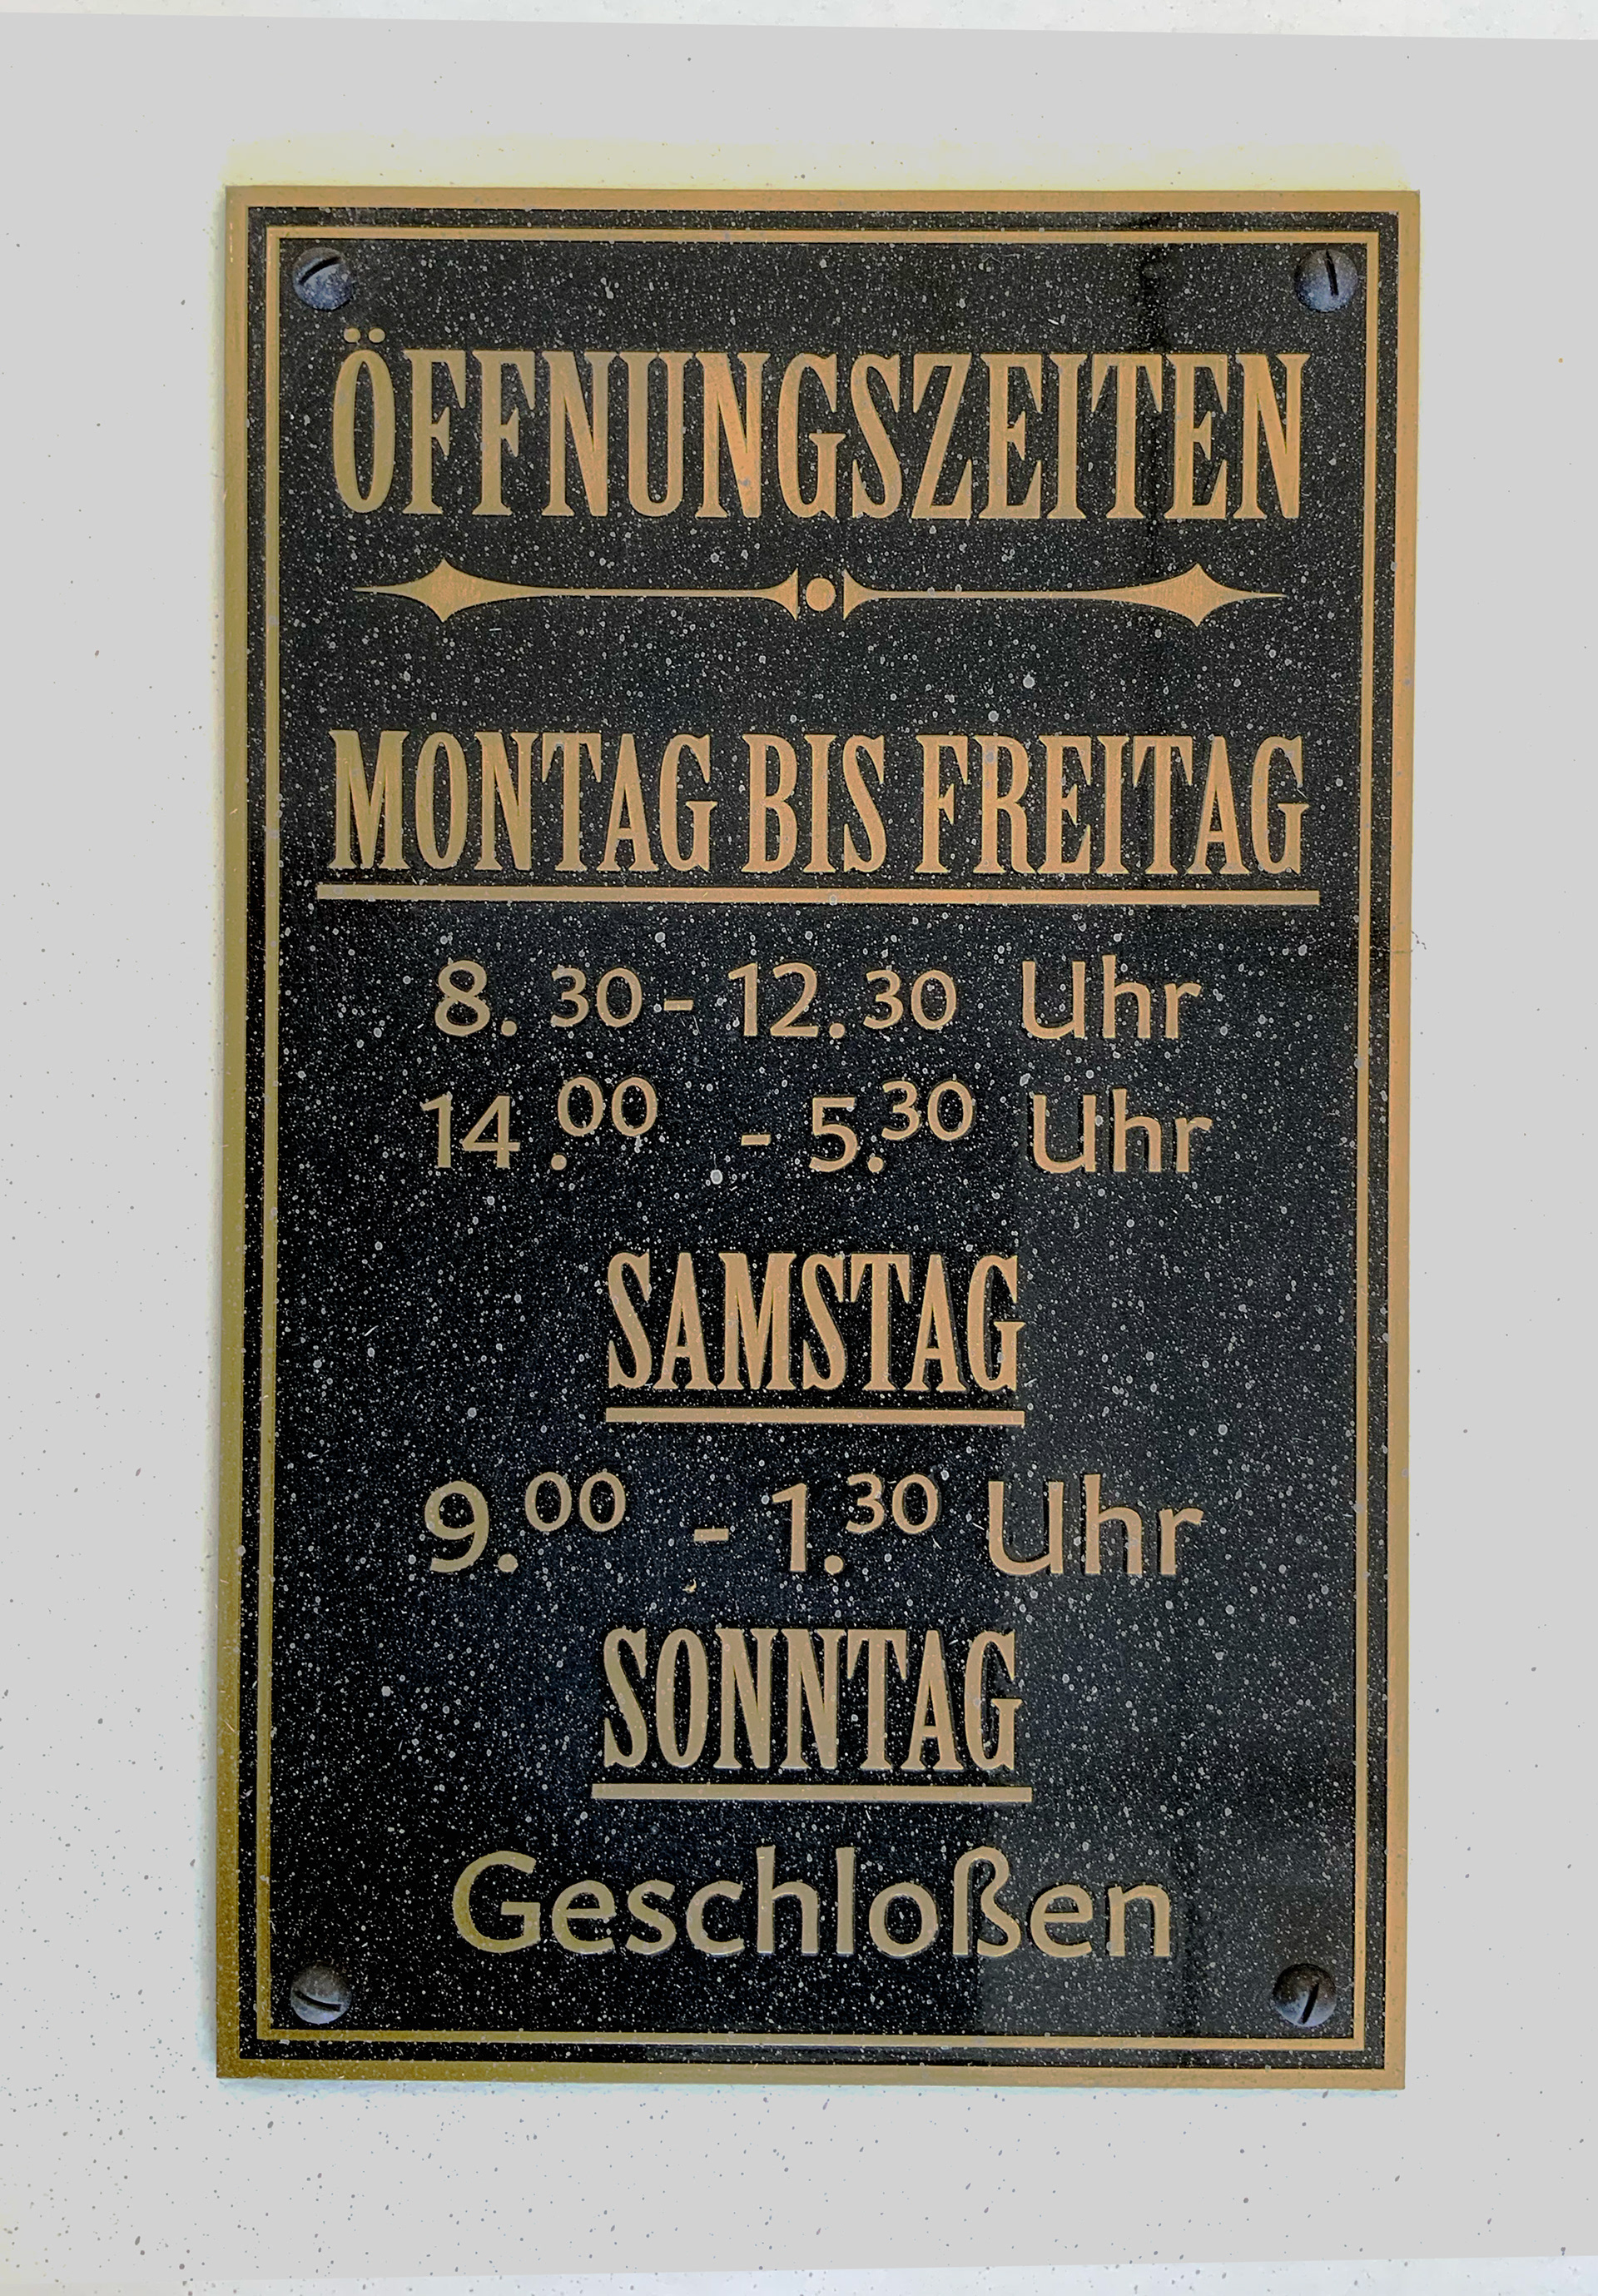 ÖFFNUNGSZEITEN
MONTAG BIS FREITAG
8.30 - 12.30 Uhr
14.00 - 5.30 Uhr
SAMSTAG
9.00 - 1.30 Uhr
SONNTAG
Geschloßen